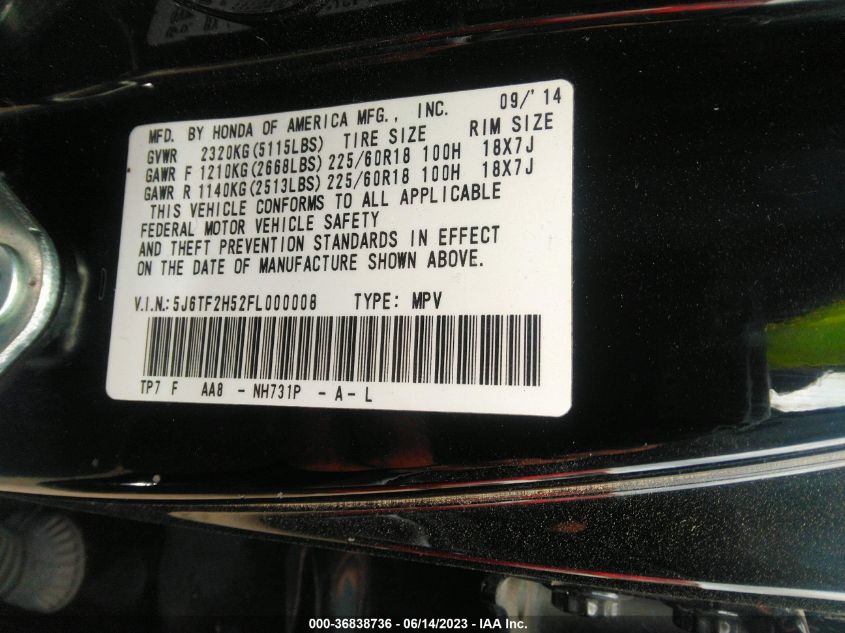 MFD. BY HONDA OF AMERICA MFG., INC. 09/'14
GVWR 2320KG(5115LBS) TIRE SIZE RIM SIZE
GAWR F 1210KG(2668LBS) 225/60R18 100H 18X7J
GAWR R 1140KG(2513LBS) 225/60R18 100H 18X7J
THIS VEHICLE CONFORMS TO ALL APPLICABLE
FEDERAL MOTOR VEHICLE SAFETY
AND THEFT PREVENTION STANDARDS IN EFFECT
ON THE DATE OF MANUFACTURE SHOWN ABOVE.
V.I.N.: 5J6TF2H52FL000008 TYPE: MPV
TP7 F AA8 - NH731P - A - L
000-36838736 - 06/14/2023 - IAA Inc.